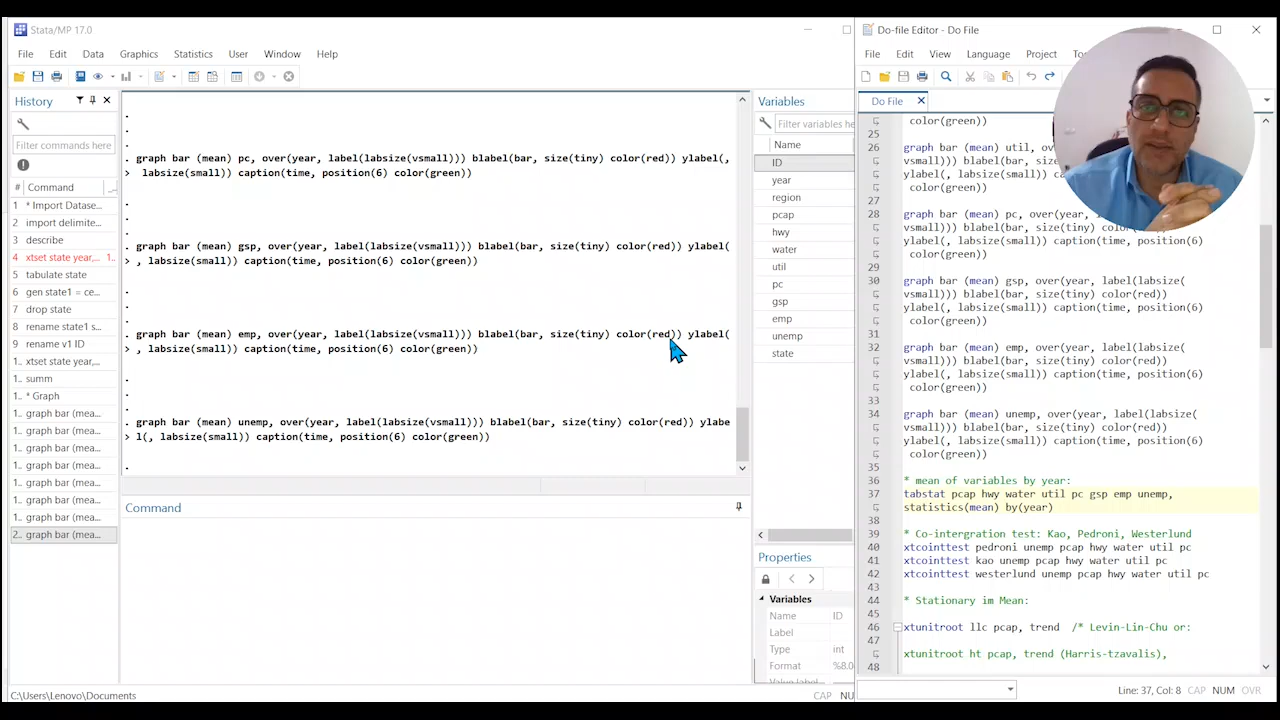 Stata/MP 17.0
File Edit Data Graphics Statistics User Window Help
History
Filter commands here
# Command
1 * Import Datase...
2 import delimite...
3 describe
4 xtset state year,... 1..
5 tabulate state
6 gen state1 = ce...
7 drop state
8 rename state1 s...
9 rename v1 ID
1.. xtset state year,...
1.. summ
1.. * Graph
1.. graph bar (mea...
1.. graph bar (mea...
1.. graph bar (mea...
1.. graph bar (mea...
1.. graph bar (mea...
1.. graph bar (mea...
1.. graph bar (mea...
2.. graph bar (mea...
.
.
. graph bar (mean) pc, over(year, label(labsize(vsmall))) blabel(bar, size(tiny) color(red)) ylabel(,
> labsize(small)) caption(time, position(6) color(green))
.
.
. graph bar (mean) gsp, over(year, label(labsize(vsmall))) blabel(bar, size(tiny) color(red)) ylabel(
> , labsize(small)) caption(time, position(6) color(green))
.
.
. graph bar (mean) emp, over(year, label(labsize(vsmall))) blabel(bar, size(tiny) color(red)) ylabel(
> , labsize(small)) caption(time, position(6) color(green))
.
.
. graph bar (mean) unemp, over(year, label(labsize(vsmall))) blabel(bar, size(tiny) color(red)) ylabe
> l(, labsize(small)) caption(time, position(6) color(green))
.
Command
Variables
Filter variables here
Name
ID
year
region
pcap
hwy
water
util
pc
gsp
emp
unemp
state
Properties
Variables
Name ID
Label
Type int
Format %8.0
C:\Users\Lenovo\Documents
CAP NU
Do-file Editor - Do File
File Edit View Language Project
Do File
color(green))
25
26 graph bar (mean) util,
vsmall))) blabel(bar,
ylabel(, labsize(small
color(green))
27
28 graph bar (mean) pc, over(year,
vsmall))) blabel(bar, size(tiny)
ylabel(, labsize(small)) caption(time, position(6)
color(green))
29
30 graph bar (mean) gsp, over(year, label(labsize(
vsmall))) blabel(bar, size(tiny) color(red))
ylabel(, labsize(small)) caption(time, position(6)
color(green))
31
32 graph bar (mean) emp, over(year, label(labsize(
vsmall))) blabel(bar, size(tiny) color(red))
ylabel(, labsize(small)) caption(time, position(6)
color(green))
33
34 graph bar (mean) unemp, over(year, label(labsize(
vsmall))) blabel(bar, size(tiny) color(red))
ylabel(, labsize(small)) caption(time, position(6)
color(green))
35
36 * mean of variables by year:
37 tabstat pcap hwy water util pc gsp emp unemp,
statistics(mean) by(year)
38
39 * Co-intergration test: Kao, Pedroni, Westerlund
40 xtcointtest pedroni unemp pcap hwy water util pc
41 xtcointtest kao unemp pcap hwy water util pc
42 xtcointtest westerlund unemp pcap hwy water util pc
43
44 * Stationary im Mean:
45
46 xtunitroot llc pcap, trend /* Levin-Lin-Chu or:
47
xtunitroot ht pcap, trend (Harris-tzavalis),
48
Line: 37, Col: 8 CAP NUM OVR